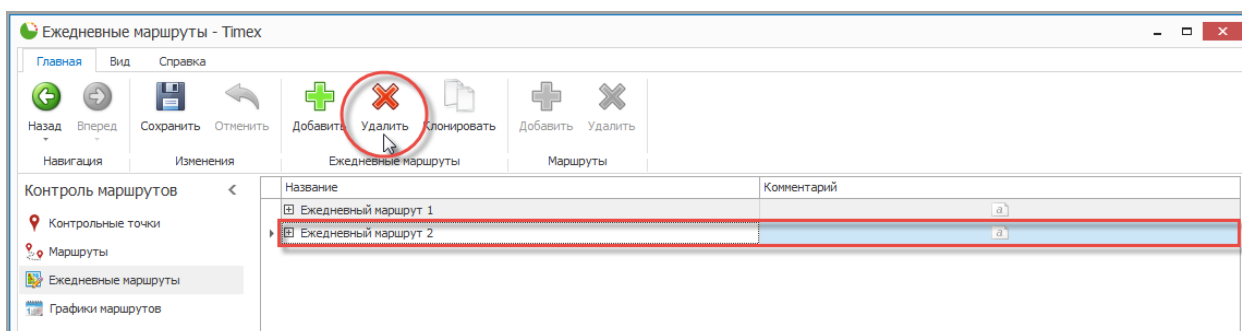 Ежедневные маршруты - Timex
Главная Вид Справка
Назад Вперед Сохранить Отменить Добавить Удалить Клонировать Добавить Удалить
Навигация Изменения Ежедневные маршруты Маршруты
Контроль маршрутов
Контрольные точки
Маршруты
Ежедневные маршруты
Графики маршрутов
Название Комментарий
Ежедневный маршрут 1 a
Ежедневный маршрут 2 a